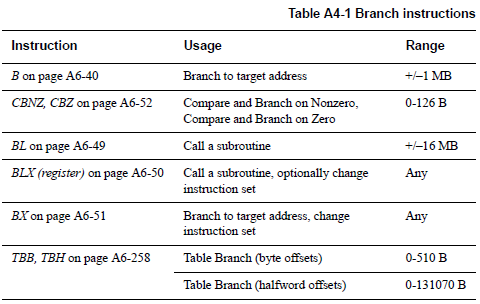 Table A4-1 Branch instructions
Instruction Usage Range
B on page A6-40 Branch to target address +/–1 MB
CBNZ, CBZ on page A6-52 Compare and Branch on Nonzero, 0-126 B
Compare and Branch on Zero
BL on page A6-49 Call a subroutine +/–16 MB
BLX (register) on page A6-50 Call a subroutine, optionally change Any
instruction set
BX on page A6-51 Branch to target address, change Any
instruction set
TBB, TBH on page A6-258 Table Branch (byte offsets) 0-510 B
Table Branch (halfword offsets) 0-131070 B